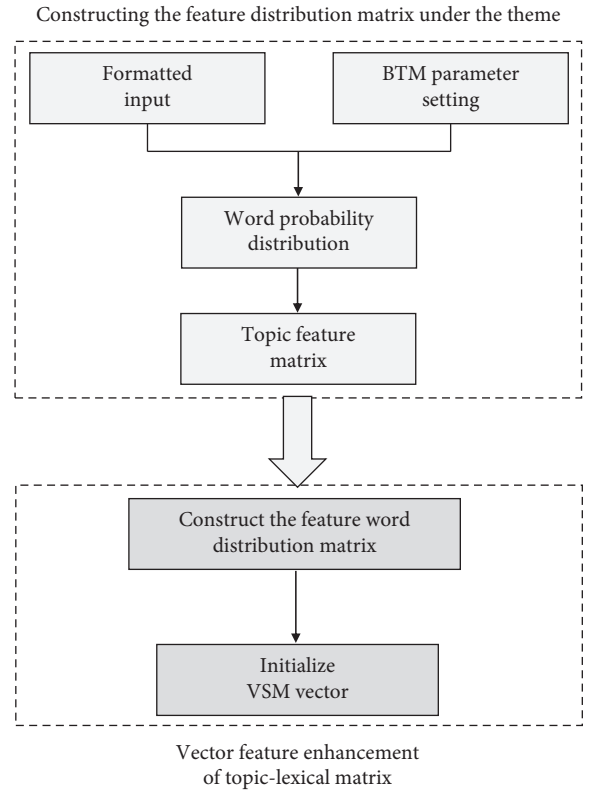 Constructing the feature distribution matrix under the theme
Formatted
input
BTM parameter
setting
Word probability
distribution
Topic feature
matrix
Construct the feature word
distribution matrix
Initialize
VSM vector
Vector feature enhancement
of topic-lexical matrix